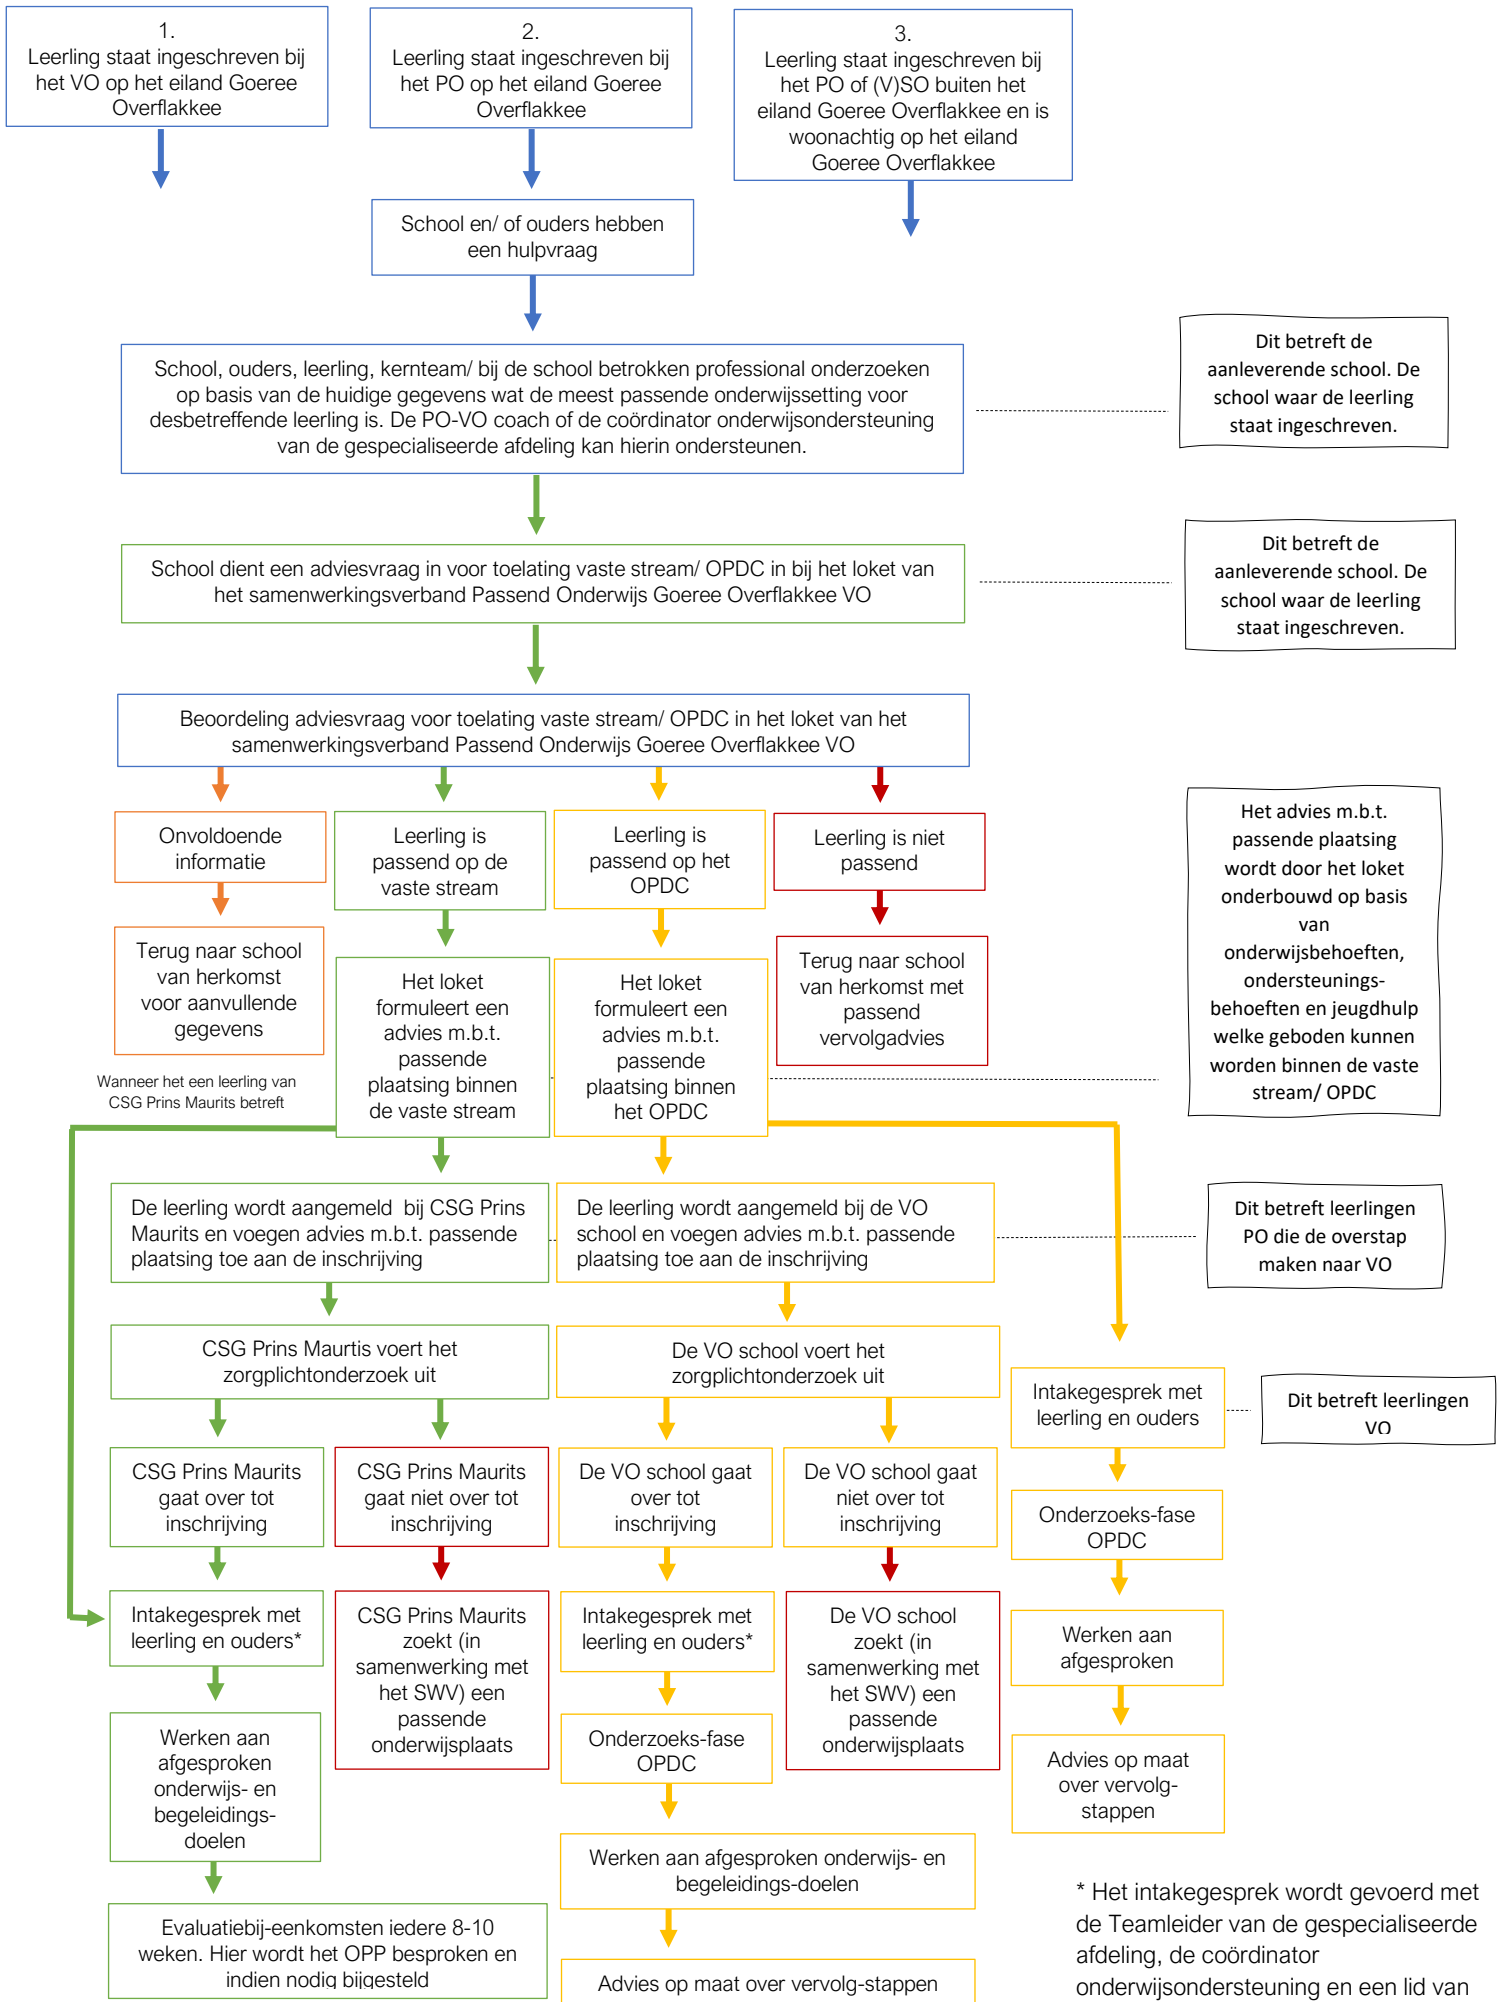 1.
Leerling staat ingeschreven bij
het VO op het eiland Goeree
Overflakkee
2.
Leerling staat ingeschreven bij
het PO op het eiland Goeree
Overflakkee
3.
Leerling staat ingeschreven bij
het PO of (V)SO buiten het
eiland Goeree Overflakkee en is
woonachtig op het eiland
Goeree Overflakkee
School en/ of ouders hebben
een hulpvraag
School, ouders, leerling, kernteam/ bij de school betrokken professional onderzoeken
op basis van de huidige gegevens wat de meest passende onderwijssetting voor
desbetreffende leerling is. De PO-VO coach of de coördinator onderwijsondersteuning
van de gespecialiseerde afdeling kan hierin ondersteunen.
Dit betreft de
aanleverende school. De
school waar de leerling
staat ingeschreven.
School dient een adviesvraag in voor toelating vaste stream/ OPDC in bij het loket van
het samenwerkingsverband Passend Onderwijs Goeree Overflakkee VO
Dit betreft de
aanleverende school. De
school waar de leerling
staat ingeschreven.
Beoordeling adviesvraag voor toelating vaste stream/ OPDC in het loket van het
samenwerkingsverband Passend Onderwijs Goeree Overflakkee VO
Onvoldoende
informatie
Leerling is
passend op de
vaste stream
Leerling is
passend op het
OPDC
Leerling is niet
passend
Het advies m.b.t.
passende plaatsing
wordt door het loket
onderbouwd op basis
van
onderwijsbehoeften,
ondersteunings-
behoeften en jeugdhulp
welke geboden kunnen
worden binnen de vaste
stream/ OPDC
Terug naar school
van herkomst
voor aanvullende
gegevens
Het loket
formuleert een
advies m.b.t.
passende
plaatsing binnen
de vaste stream
Het loket
formuleert een
advies m.b.t.
passende
plaatsing binnen
het OPDC
Terug naar school
van herkomst met
passend
vervolgadvies
Wanneer het een leerling van
CSG Prins Maurits betreft
De leerling wordt aangemeld  bij CSG Prins
Maurits en voegen advies m.b.t. passende
plaatsing toe aan de inschrijving
De leerling wordt aangemeld bij de VO
school en voegen advies m.b.t. passende
plaatsing toe aan de inschrijving
Dit betreft leerlingen
PO die de overstap
maken naar VO
CSG Prins Maurtis voert het
zorgplichtonderzoek uit
De VO school voert het
zorgplichtonderzoek uit
Intakegesprek met
leerling en ouders
Dit betreft leerlingen
VO
CSG Prins Maurits
gaat over tot
inschrijving
CSG Prins Maurits
gaat niet over tot
inschrijving
De VO school gaat
over tot
inschrijving
De VO school gaat
niet over tot
inschrijving
Onderzoeks-fase
OPDC
Intakegesprek met
leerling en ouders*
CSG Prins Maurits
zoekt (in
samenwerking met
het SWV) een
passende
onderwijsplaats
Intakegesprek met
leerling en ouders*
De VO school
zoekt (in
samenwerking met
het SWV) een
passende
onderwijsplaats
Werken aan
afgesproken
Werken aan
afgesproken
onderwijs- en
begeleidings-
doelen
Onderzoeks-fase
OPDC
Advies op maat
over vervolg-
stappen
Werken aan afgesproken onderwijs- en
begeleidings-doelen
Evaluatiebij-eenkomsten iedere 8-10
weken. Hier wordt het OPP besproken en
indien nodig bijgesteld
Advies op maat over vervolg-stappen
* Het intakegesprek wordt gevoerd met
de Teamleider van de gespecialiseerde
afdeling, de coördinator
onderwijsondersteuning en een lid van